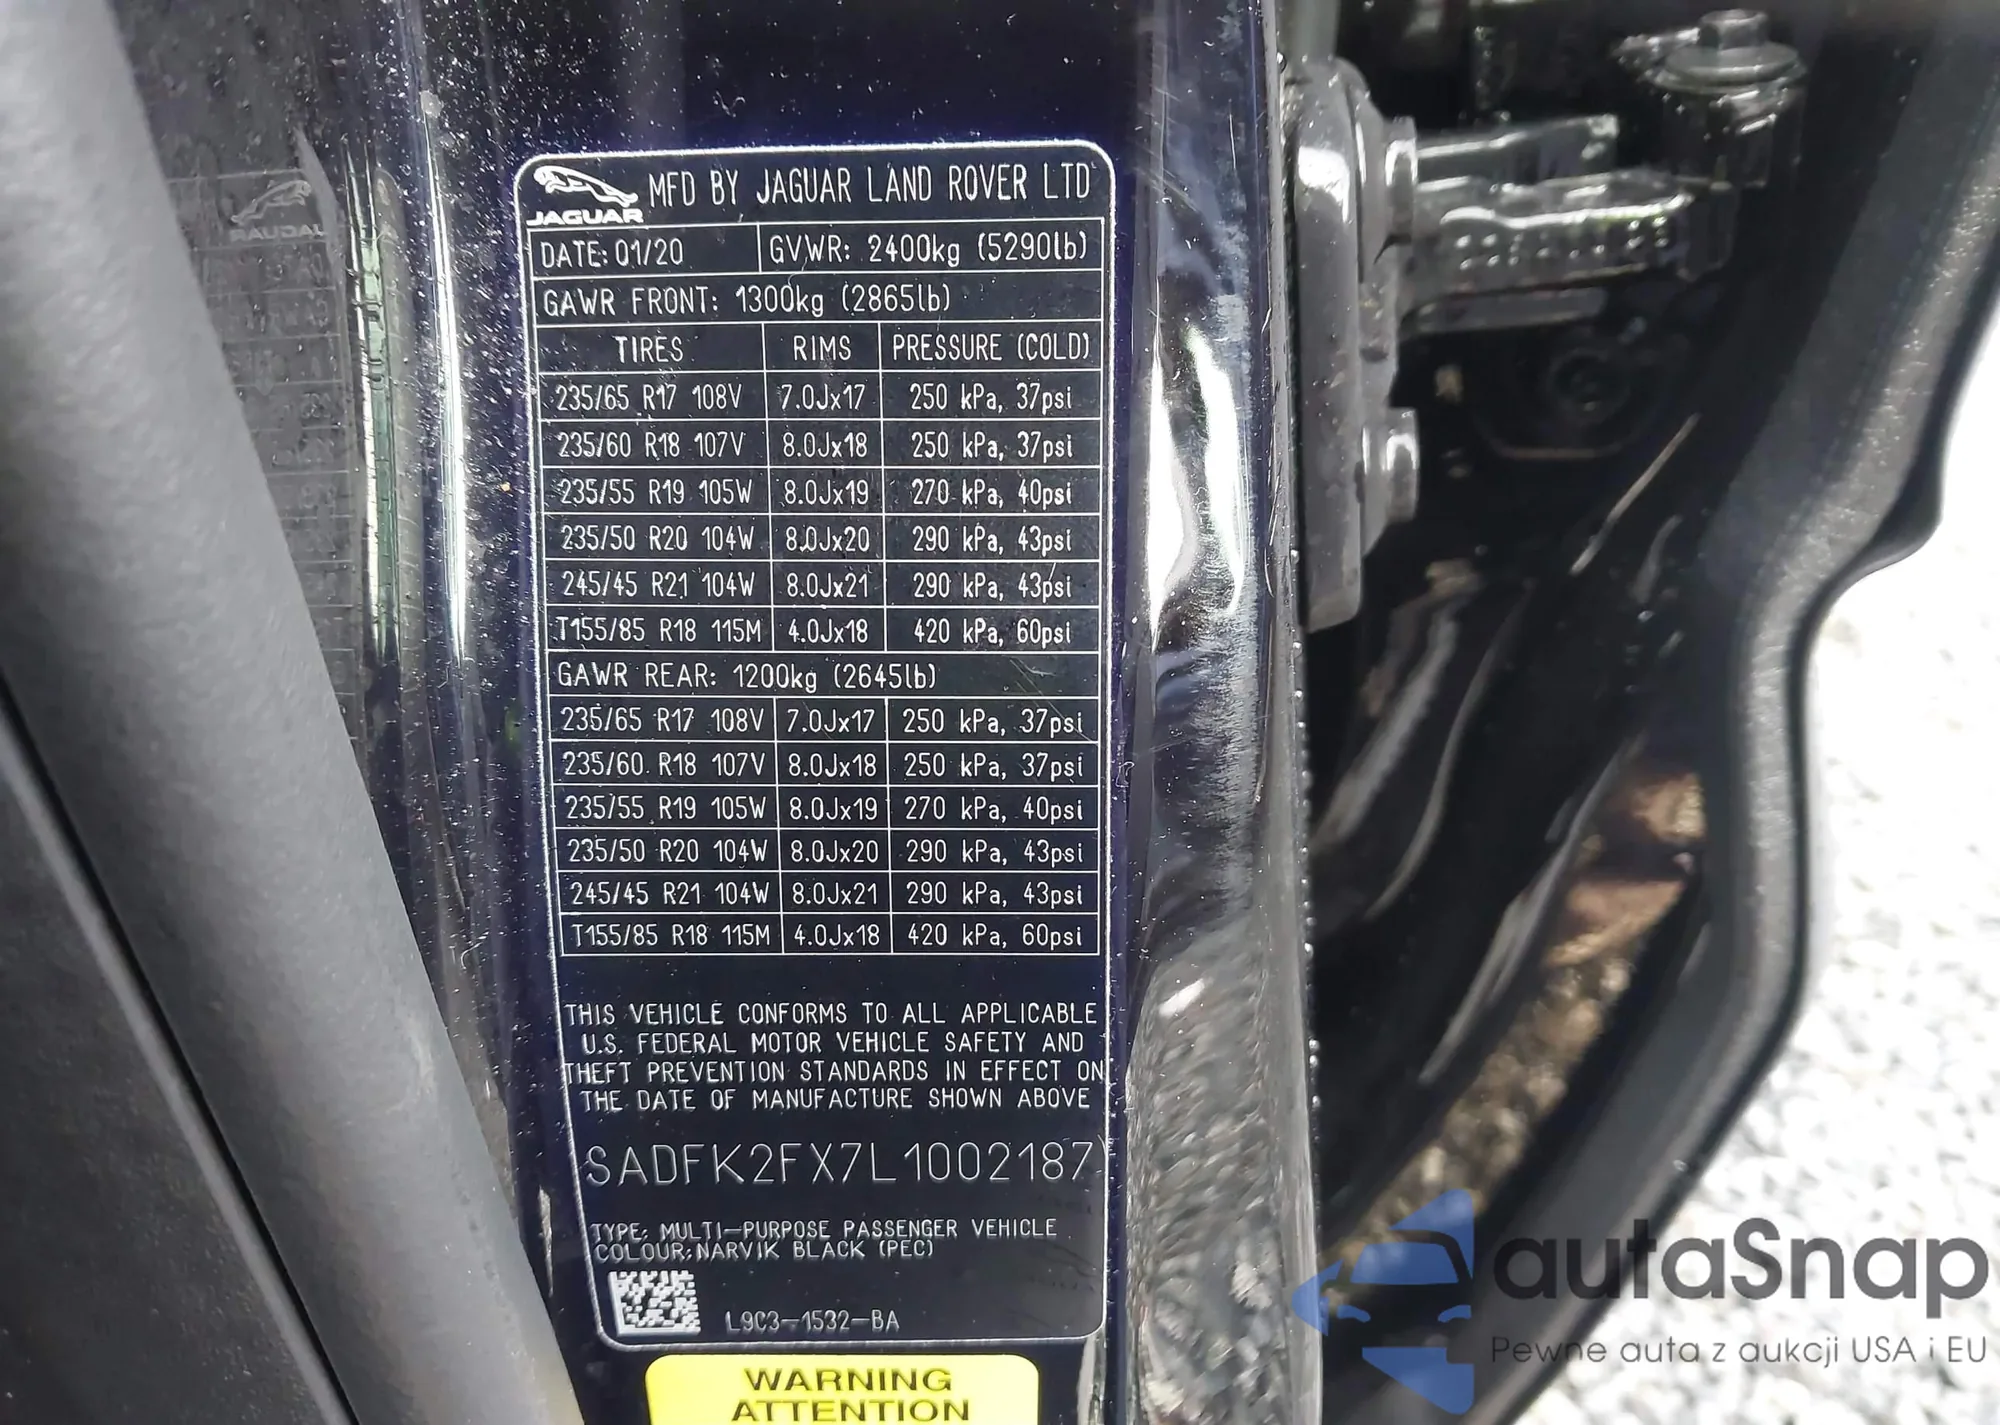 JAGUAR
MFD BY JAGUAR LAND ROVER LTD
DATE: 01/20 GVWR: 2400kg (5290lb)
GAWR FRONT: 1300kg (2865lb)
TIRES RIMS PRESSURE (COLD)
235/65 R17 108V 7.0Jx17 250 kPa, 37psi
235/60 R18 107V 8.0Jx18 250 kPa, 37psi
235/55 R19 105W 8.0Jx19 270 kPa, 40psi
235/50 R20 104W 8.0Jx20 290 kPa, 43psi
245/45 R21 104W 8.0Jx21 290 kPa, 43psi
T155/85 R18 115M 4.0Jx18 420 kPa, 60psi
GAWR REAR: 1200kg (2645lb)
235/65 R17 108V 7.0Jx17 250 kPa, 37psi
235/60 R18 107V 8.0Jx18 250 kPa, 37psi
235/55 R19 105W 8.0Jx19 270 kPa, 40psi
235/50 R20 104W 8.0Jx20 290 kPa, 43psi
245/45 R21 104W 8.0Jx21 290 kPa, 43psi
T155/85 R18 115M 4.0Jx18 420 kPa, 60psi
THIS VEHICLE CONFORMS TO ALL APPLICABLE
U.S. FEDERAL MOTOR VEHICLE SAFETY AND
THEFT PREVENTION STANDARDS IN EFFECT ON
THE DATE OF MANUFACTURE SHOWN ABOVE
SADFK2FX7L1002187
TYPE: MULTI-PURPOSE PASSENGER VEHICLE
COLOUR: NARVIK BLACK (PEC)
L9C3-1532-BA
WARNING
ATTENTION
autaSnap
Pewne auta z aukcji USA i EU